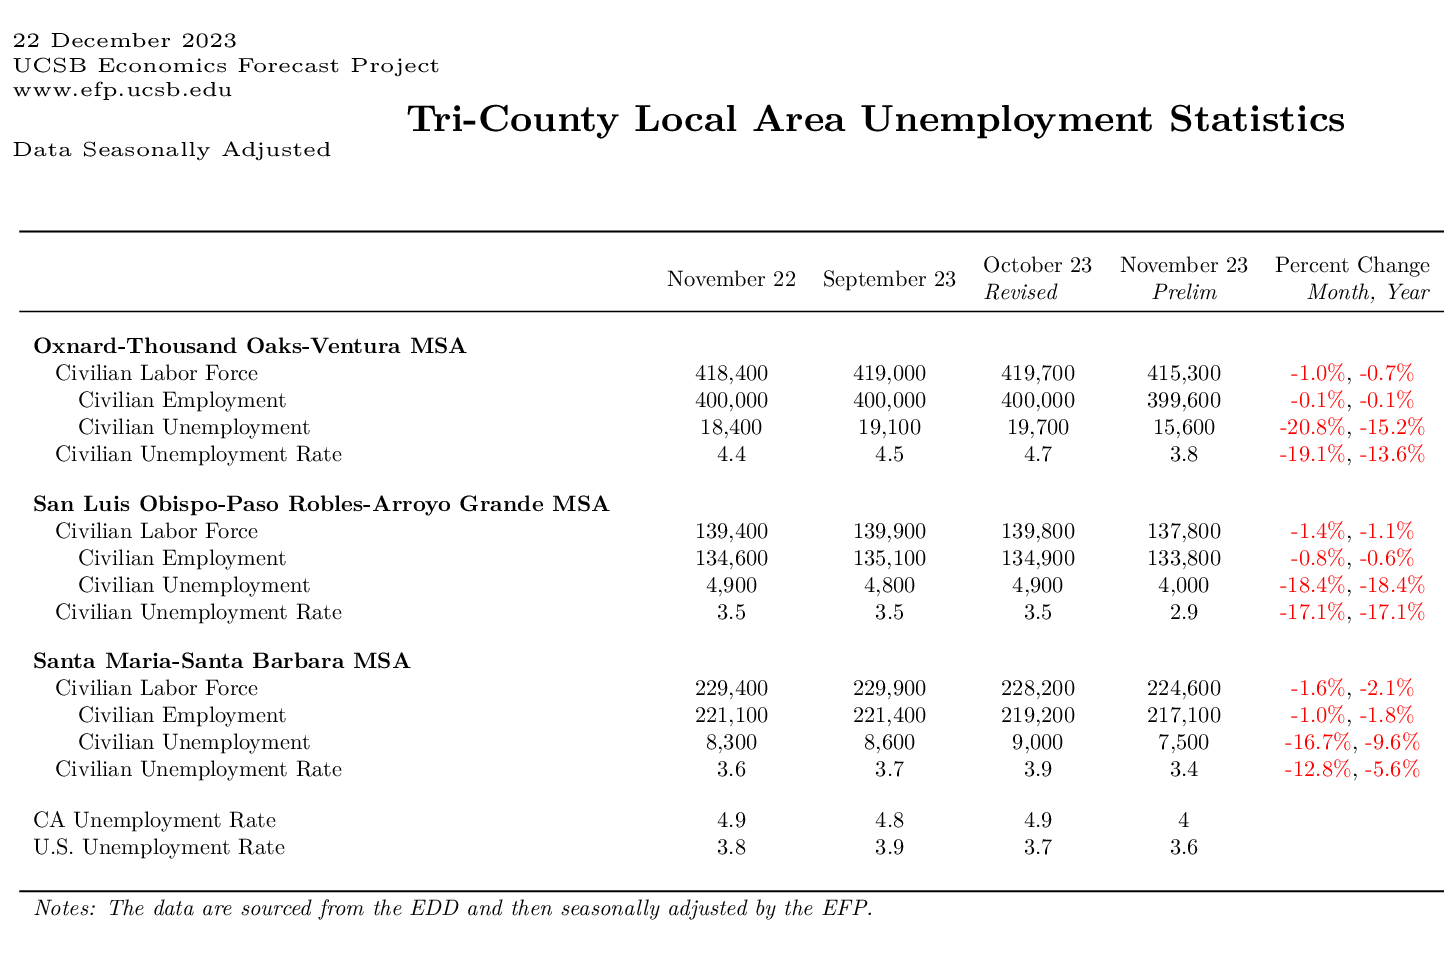 22 December 2023
UCSB Economics Forecast Project
www.efp.ucsb.edu
Tri-County Local Area Unemployment Statistics
Data Seasonally Adjusted
November 22 September 23 October 23 November 23 Percent Change
Revised Prelim Month, Year
Oxnard-Thousand Oaks-Ventura MSA
Civilian Labor Force 418,400 419,000 419,700 415,300 -1.0%, -0.7%
Civilian Employment 400,000 400,000 400,000 399,600 -0.1%, -0.1%
Civilian Unemployment 18,400 19,100 19,700 15,600 -20.8%, -15.2%
Civilian Unemployment Rate 4.4 4.5 4.7 3.8 -19.1%, -13.6%
San Luis Obispo-Paso Robles-Arroyo Grande MSA
Civilian Labor Force 139,400 139,900 139,800 137,800 -1.4%, -1.1%
Civilian Employment 134,600 135,100 134,900 133,800 -0.8%, -0.6%
Civilian Unemployment 4,900 4,800 4,900 4,000 -18.4%, -18.4%
Civilian Unemployment Rate 3.5 3.5 3.5 2.9 -17.1%, -17.1%
Santa Maria-Santa Barbara MSA
Civilian Labor Force 229,400 229,900 228,200 224,600 -1.6%, -2.1%
Civilian Employment 221,100 221,400 219,200 217,100 -1.0%, -1.8%
Civilian Unemployment 8,300 8,600 9,000 7,500 -16.7%, -9.6%
Civilian Unemployment Rate 3.6 3.7 3.9 3.4 -12.8%, -5.6%
CA Unemployment Rate 4.9 4.8 4.9 4
U.S. Unemployment Rate 3.8 3.9 3.7 3.6
Notes: The data are sourced from the EDD and then seasonally adjusted by the EFP.